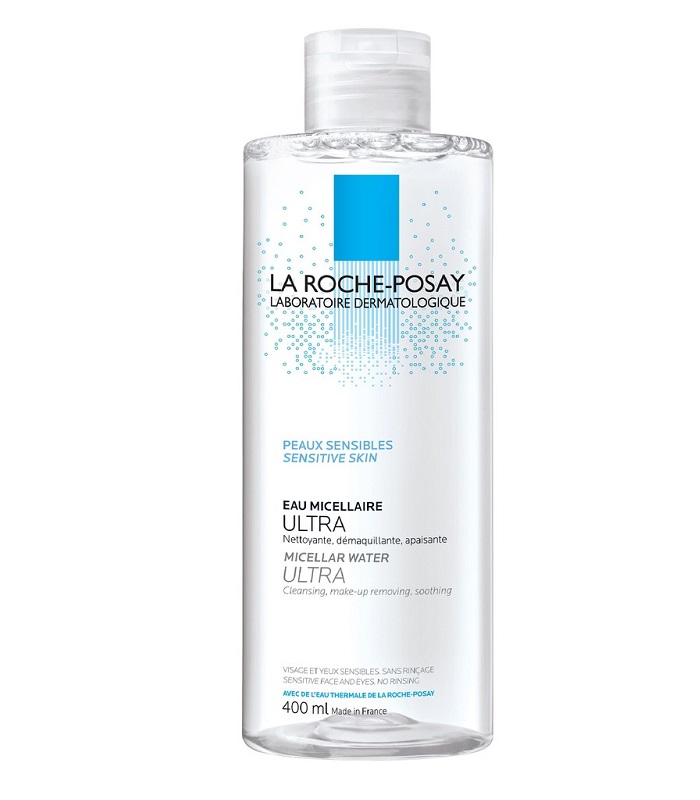 LA ROCHE-POSAY
LABORATOIRE DERMATOLOGIQUE
PEAUX SENSIBLES
SENSITIVE SKIN
EAU MICELLAIRE
ULTRA
Nettoyante, démaquillante, apaisante
MICELLAR WATER
ULTRA
Cleansing, make-up removing, soothing
VISAGE ET YEUX SENSIBLES. SANS RINÇAGE
SENSITIVE FACE AND EYES. NO RINSING
AVEC DE L'EAU THERMALE DE LA ROCHE-POSAY
400 ml Made in France